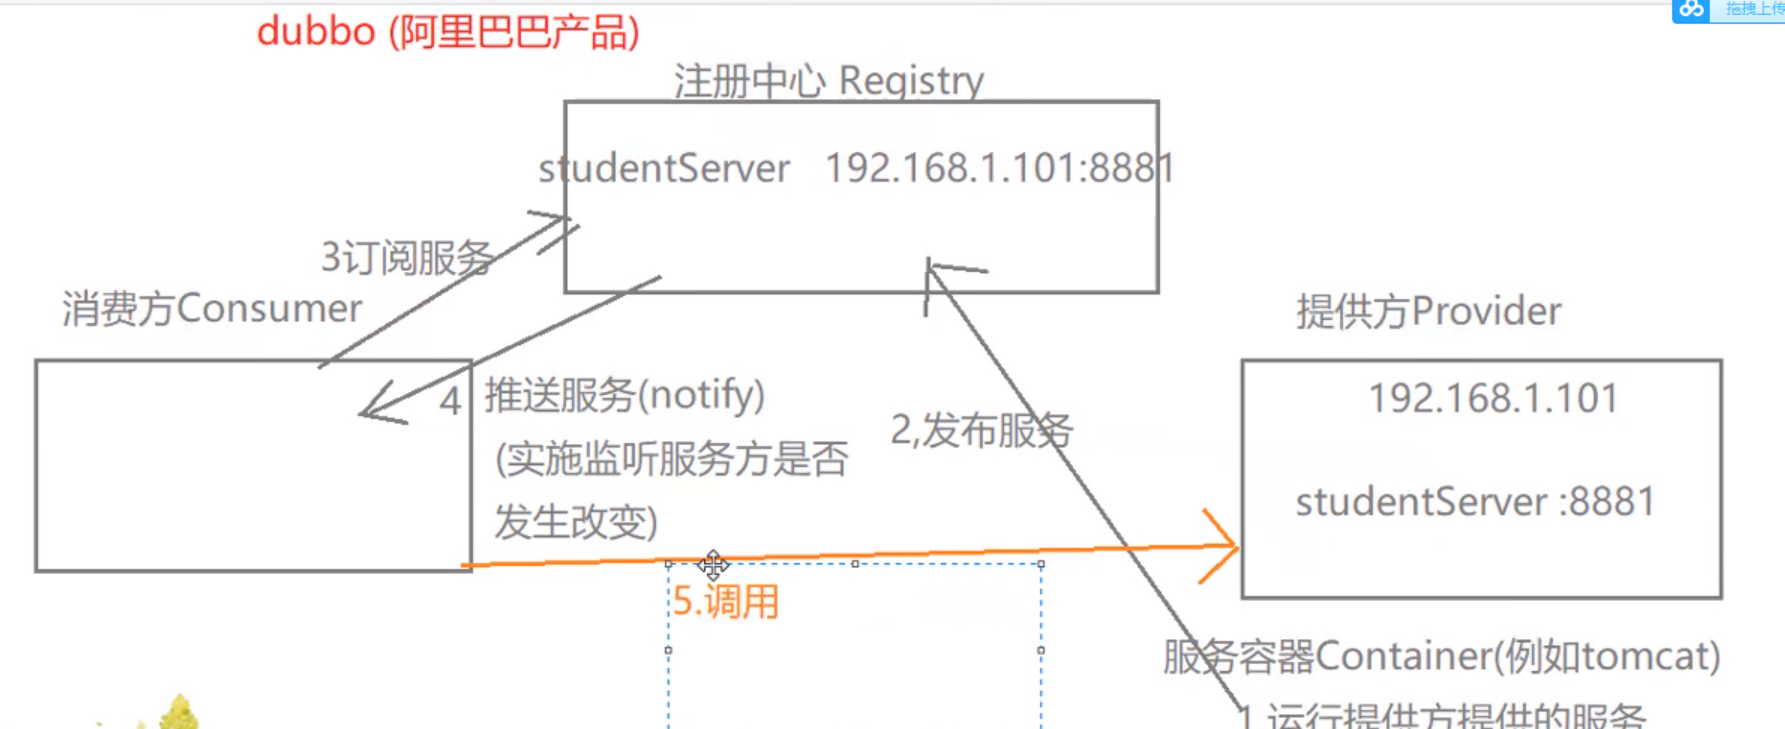 拖拽上传
dubbo (阿里巴巴产品)
注册中心 Registry
studentServer 192.168.1.101:8881
3订阅服务
消费方Consumer
提供方Provider
4 推送服务(notify)
(实施监听服务方是否
发生改变)
2,发布服务
192.168.1.101
studentServer :8881
5.调用
服务容器Container(例如tomcat)
1 运行提供方提供的服务